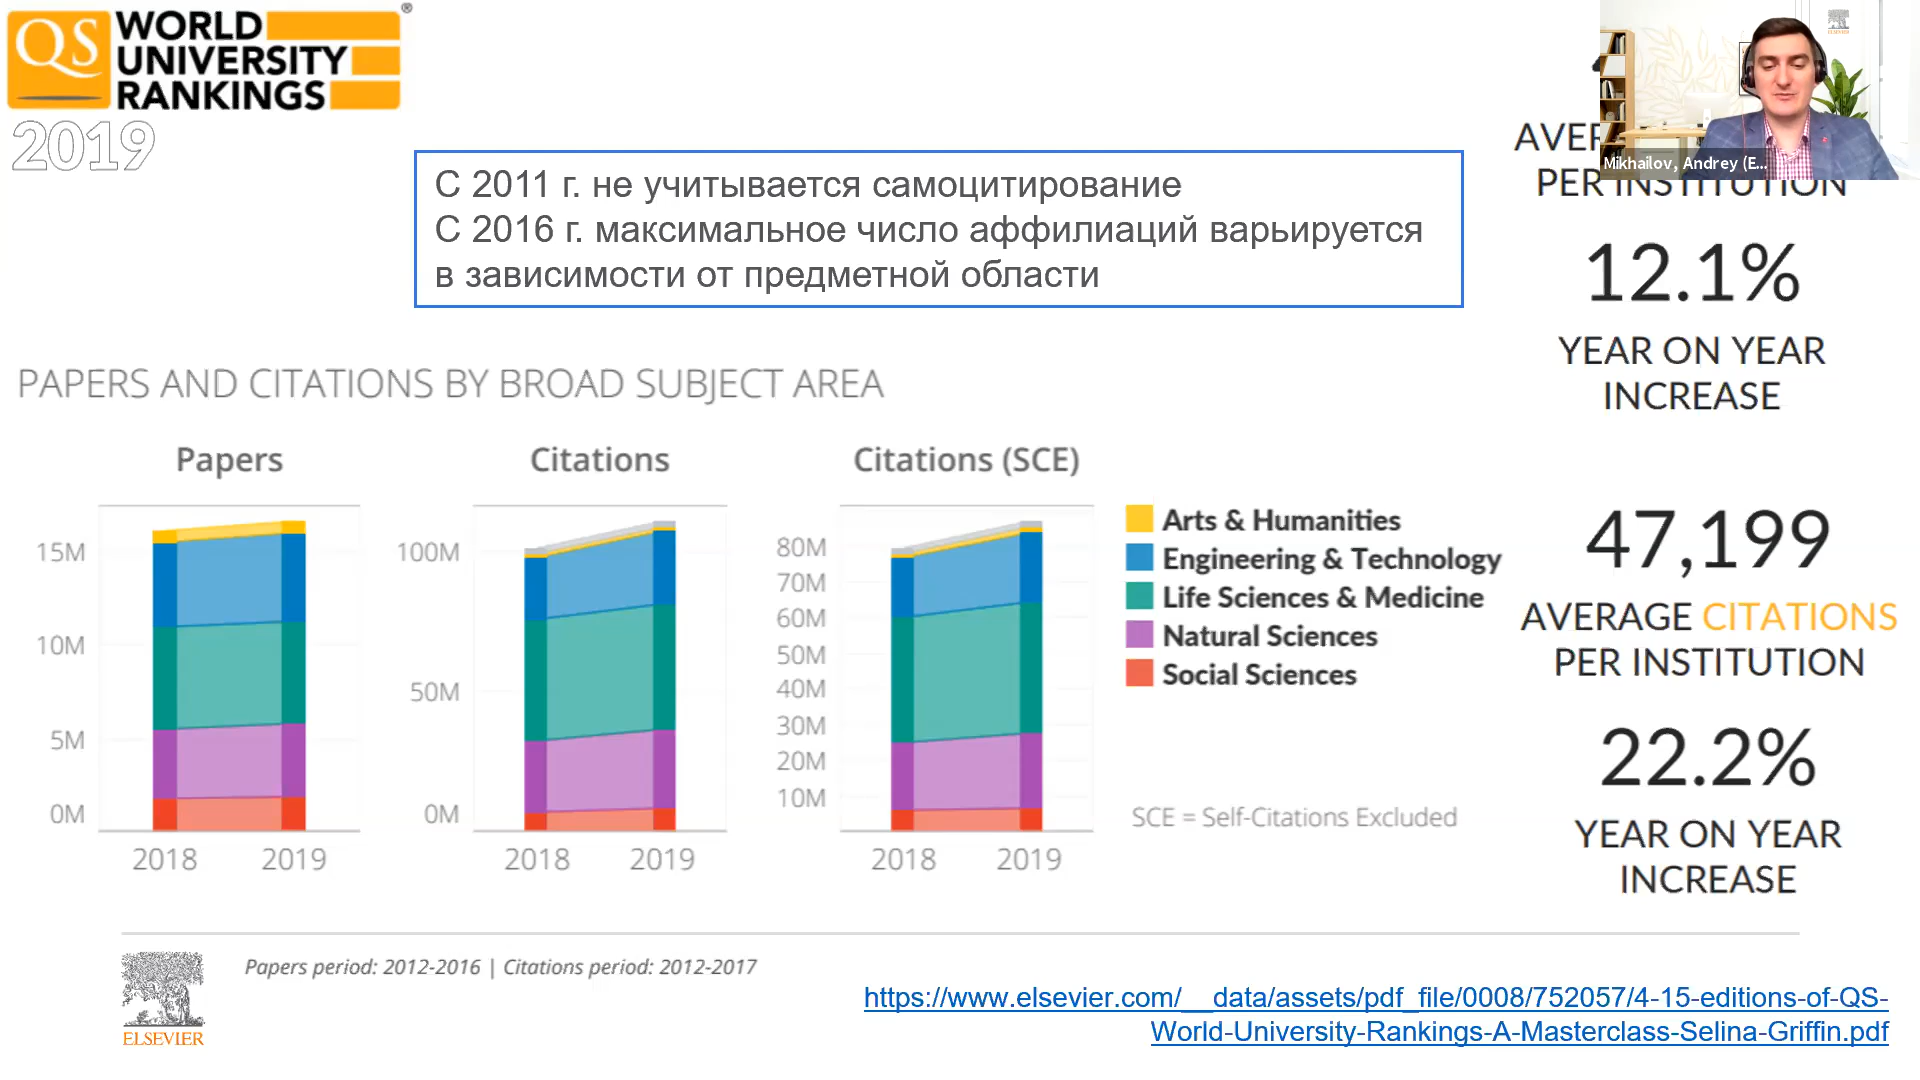 QS WORLD UNIVERSITY RANKINGS ®
2019
С 2011 г. не учитывается самоцитирование
С 2016 г. максимальное число аффилиаций варьируется
в зависимости от предметной области
Mikhailov, Andrey (E...
ELSEVIER
PER INSTITUTION
12.1%
YEAR ON YEAR
INCREASE
47,199
AVERAGE CITATIONS
PER INSTITUTION
22.2%
YEAR ON YEAR
INCREASE
PAPERS AND CITATIONS BY BROAD SUBJECT AREA
Papers
15M
10M
5M
0M
2018 2019
Citations
100M
50M
0M
2018 2019
Citations (SCE)
80M
70M
60M
50M
40M
30M
20M
10M
2018 2019
Arts & Humanities
Engineering & Technology
Life Sciences & Medicine
Natural Sciences
Social Sciences
SCE = Self-Citations Excluded
ELSEVIER
Papers period: 2012-2016 | Citations period: 2012-2017
https://www.elsevier.com/__data/assets/pdf_file/0008/752057/4-15-editions-of-QS-
World-University-Rankings-A-Masterclass-Selina-Griffin.pdf